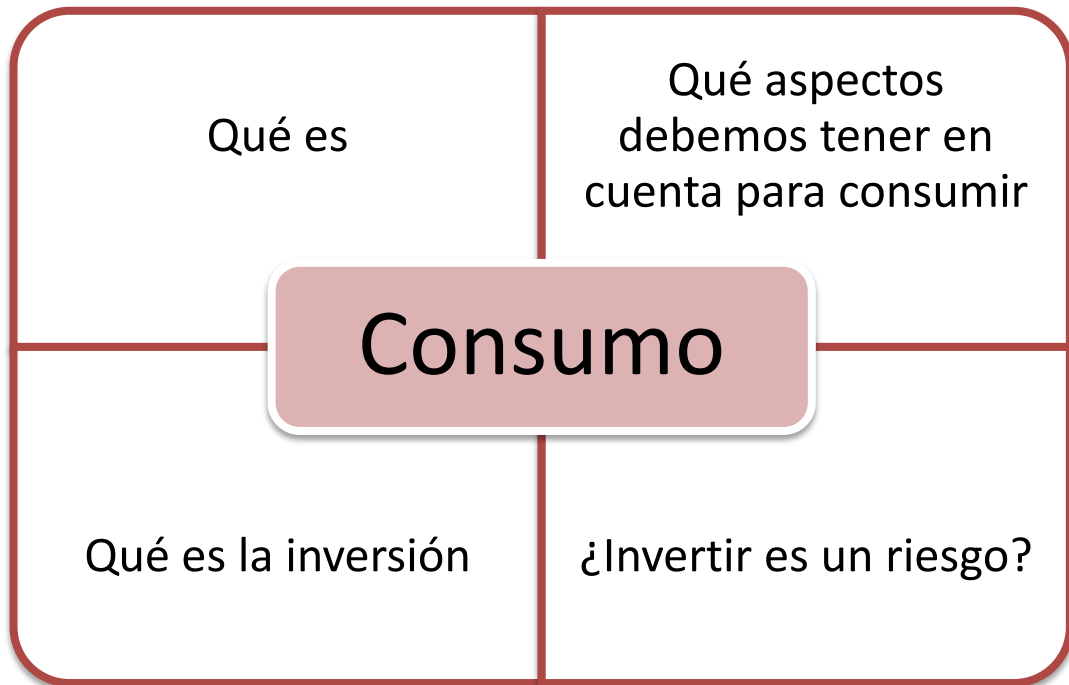 Qué es
Qué aspectos
debemos tener en
cuenta para consumir
Consumo
Qué es la inversión
¿Invertir es un riesgo?